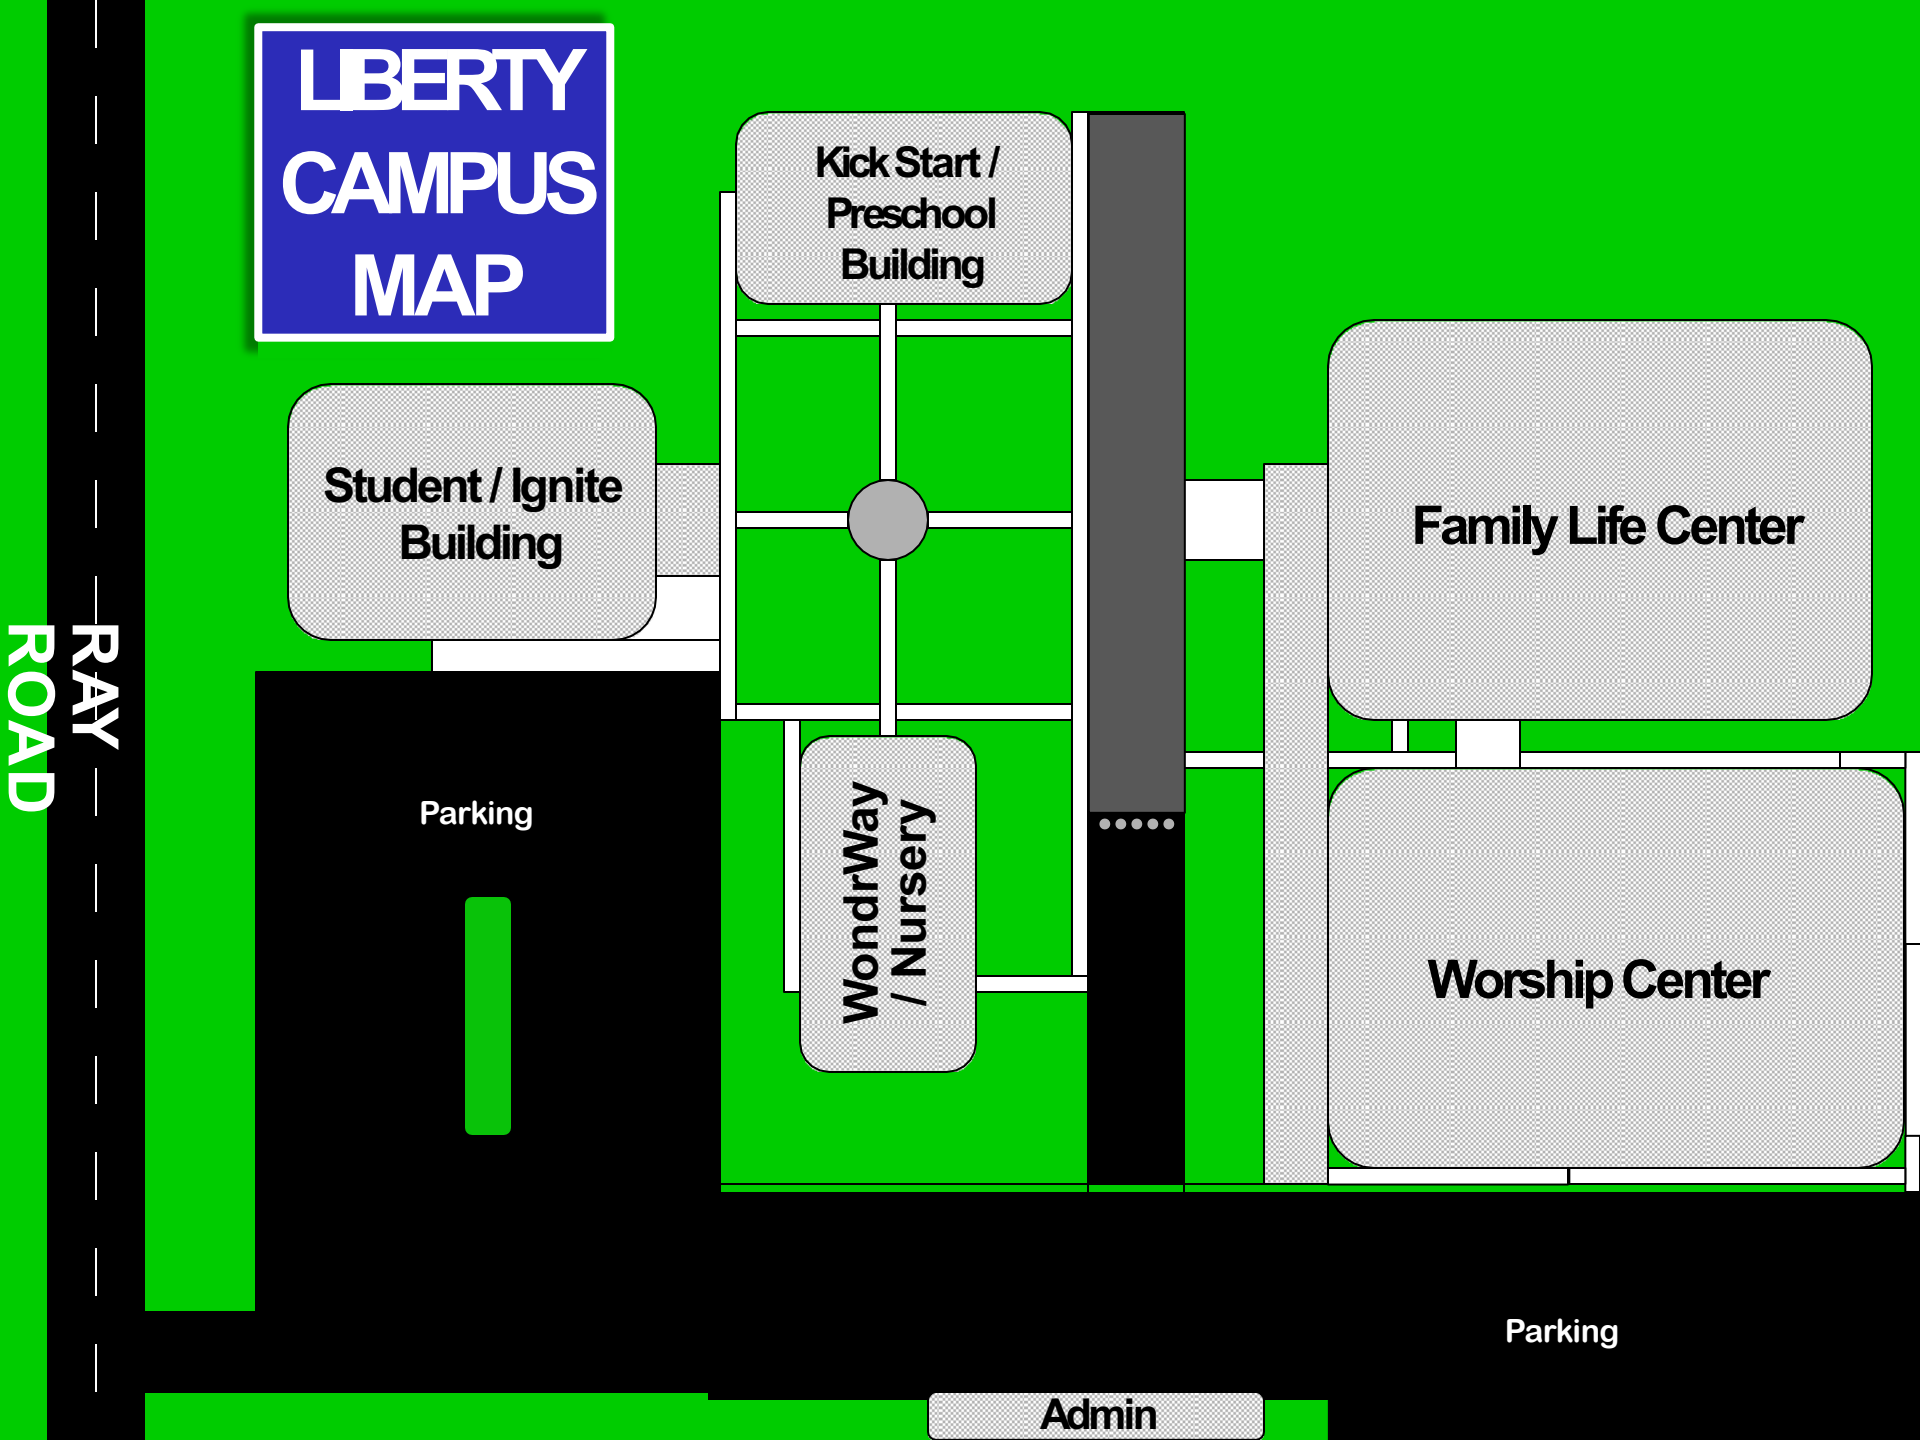 LIBERTY
CAMPUS
MAP
Kick Start /
Preschool
Building
Student / Ignite
Building
Family Life Center
RAY
ROAD
Parking
WondrWay
/ Nursery
Worship Center
Parking
Admin